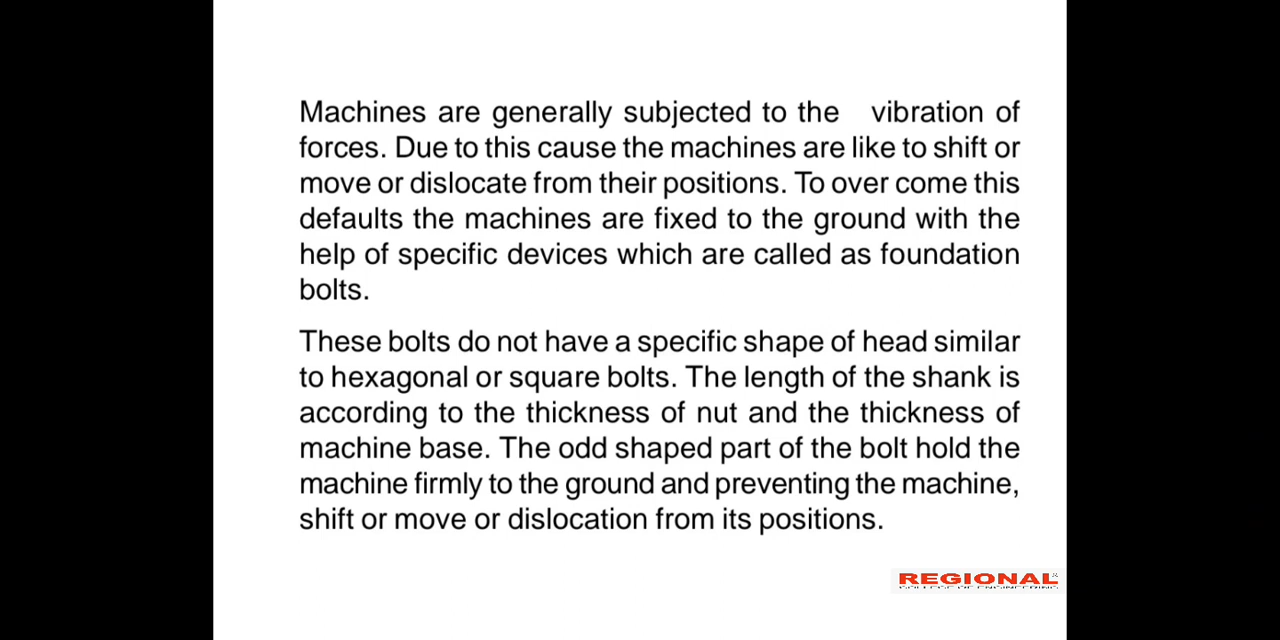 Machines are generally subjected to the vibration of
forces. Due to this cause the machines are like to shift or
move or dislocate from their positions. To over come this
defaults the machines are fixed to the ground with the
help of specific devices which are called as foundation
bolts.
These bolts do not have a specific shape of head similar
to hexagonal or square bolts. The length of the shank is
according to the thickness of nut and the thickness of
machine base. The odd shaped part of the bolt hold the
machine firmly to the ground and preventing the machine,
shift or move or dislocation from its positions.
REGIONAL
COLLEGE OF ENGINEERING